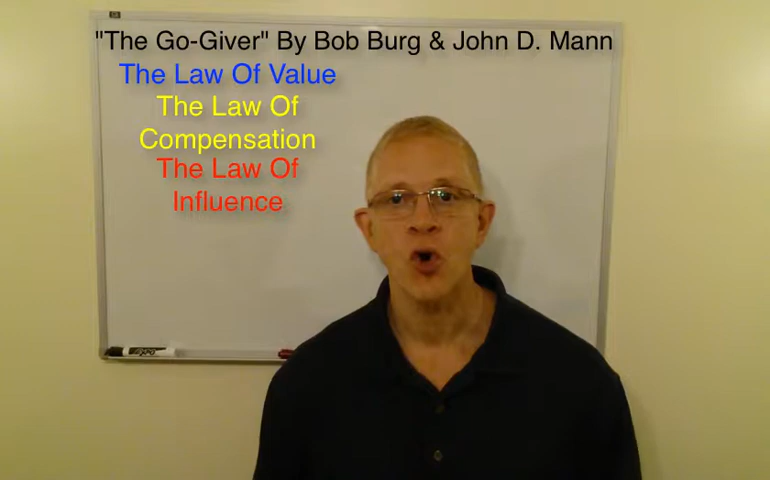 "The Go-Giver" By Bob Burg & John D. Mann
The Law Of Value
The Law Of
Compensation
The Law Of
Influence
EXPO